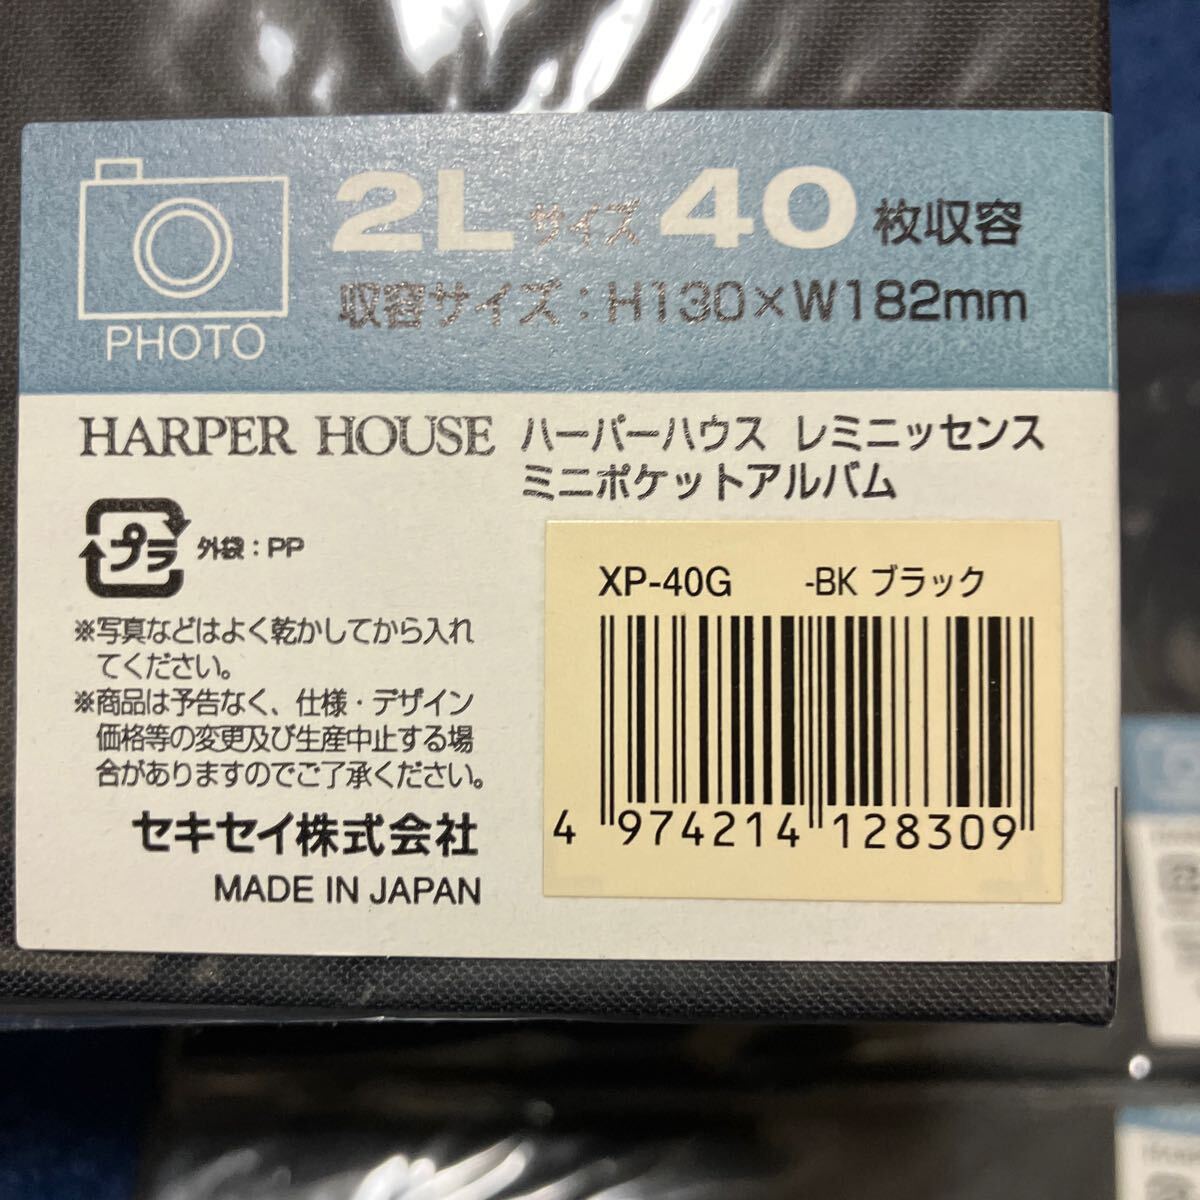 2Lサイズ40枚収容
収容サイズ：H130×W182mm
PHOTO
HARPER HOUSE ハーパーハウス レミニッセンス
ミニポケットアルバム
プラ 外袋：PP
※写真などはよく乾かしてから入れ
てください。
※商品は予告なく、仕様・デザイン
価格等の変更及び生産中止する場
合がありますのでご了承ください。
セキセイ株式会社
MADE IN JAPAN
XP-40G -BK ブラック
4 974214 128309